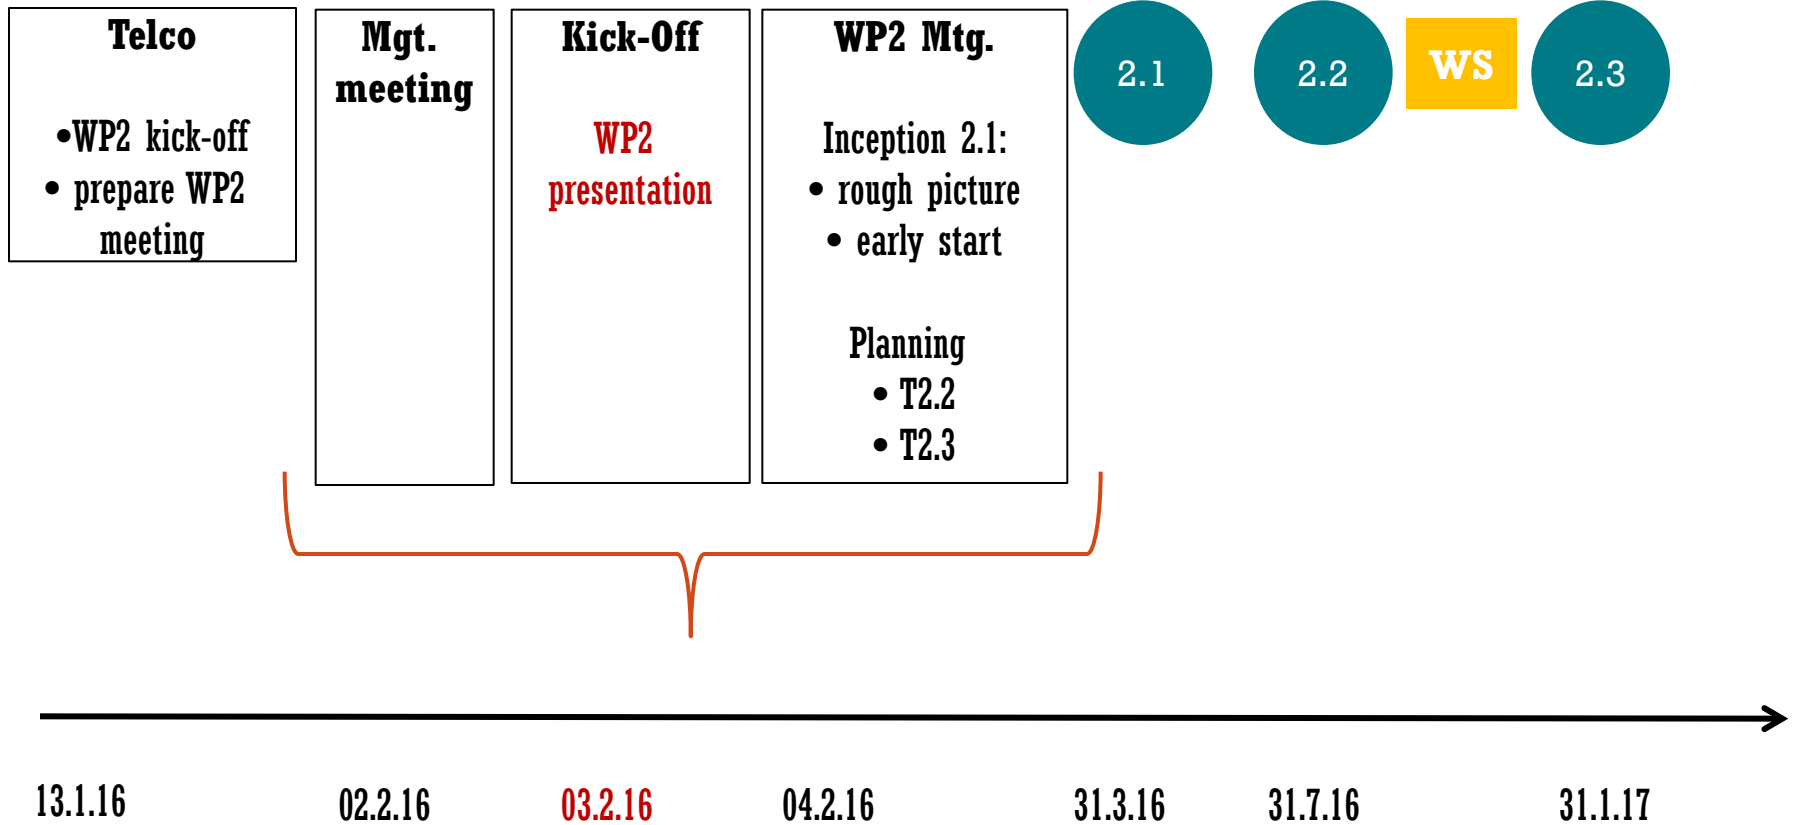 Telco
•WP2 kick-off
• prepare WP2
meeting
Mgt.
meeting
Kick-Off
WP2
presentation
WP2 Mtg.
Inception 2.1:
• rough picture
• early start
Planning
• T2.2
• T2.3
2.1
2.2
WS
2.3
13.1.16
02.2.16
03.2.16
04.2.16
31.3.16
31.7.16
31.1.17